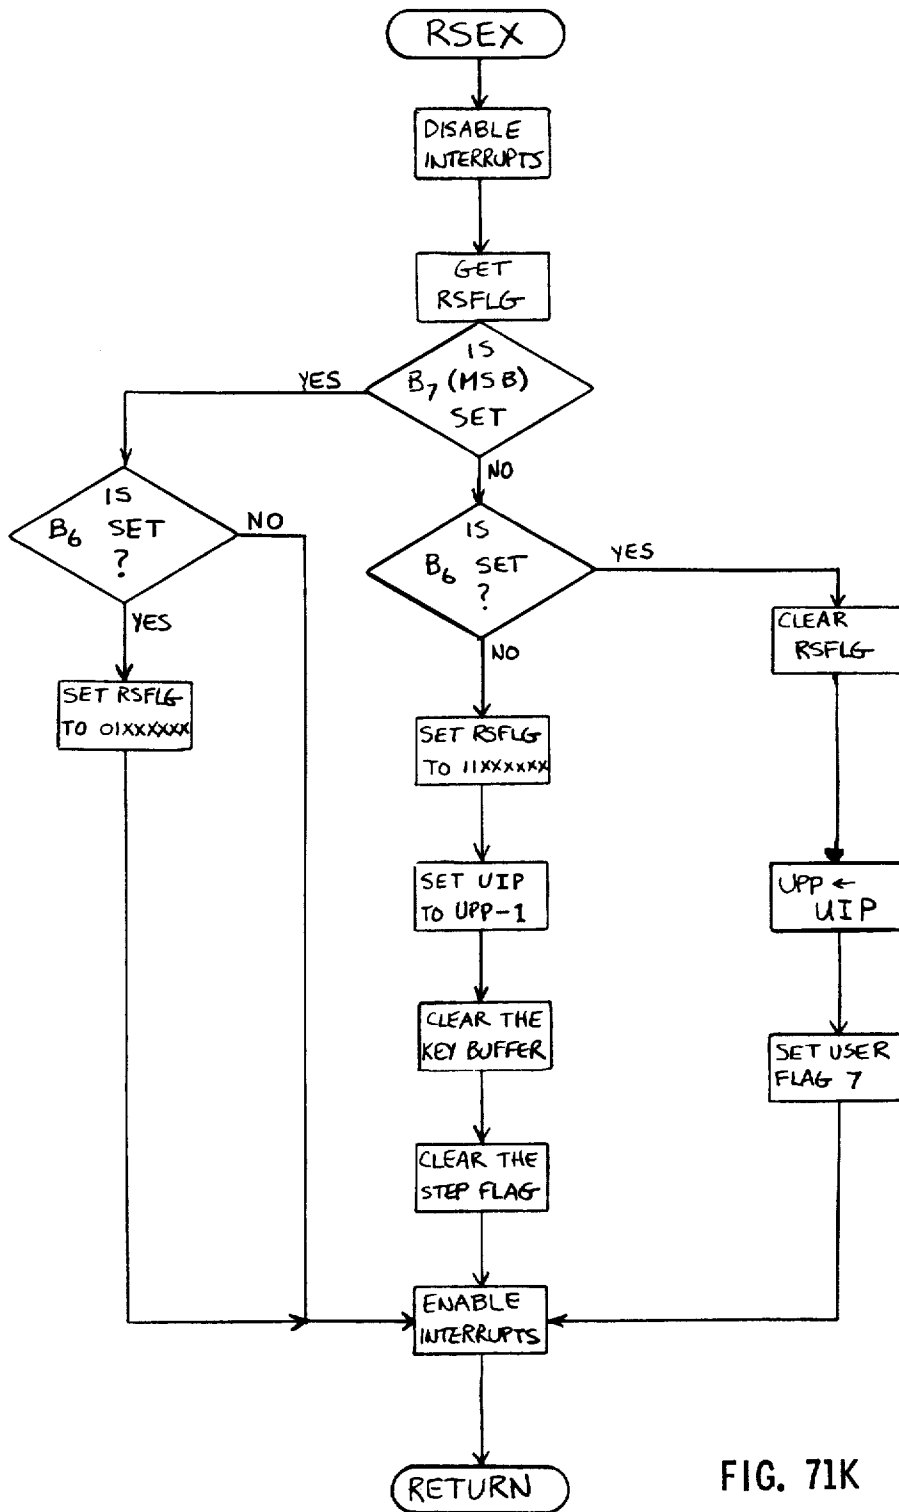 RSEX
DISABLE
INTERRUPTS
GET
RSFLG
IS
B7 (MSB)
SET
YES
NO
IS
B6 SET
?
NO
YES
IS
B6 SET
?
YES
NO
SET RSFLG
TO 01XXXXXX
SET RSFLG
TO 11XXXXXX
CLEAR
RSFLG
SET UIP
TO UPP-1
UPP ←
UIP
CLEAR THE
KEY BUFFER
SET USER
FLAG 7
CLEAR THE
STEP FLAG
ENABLE
INTERRUPTS
RETURN
FIG. 71K